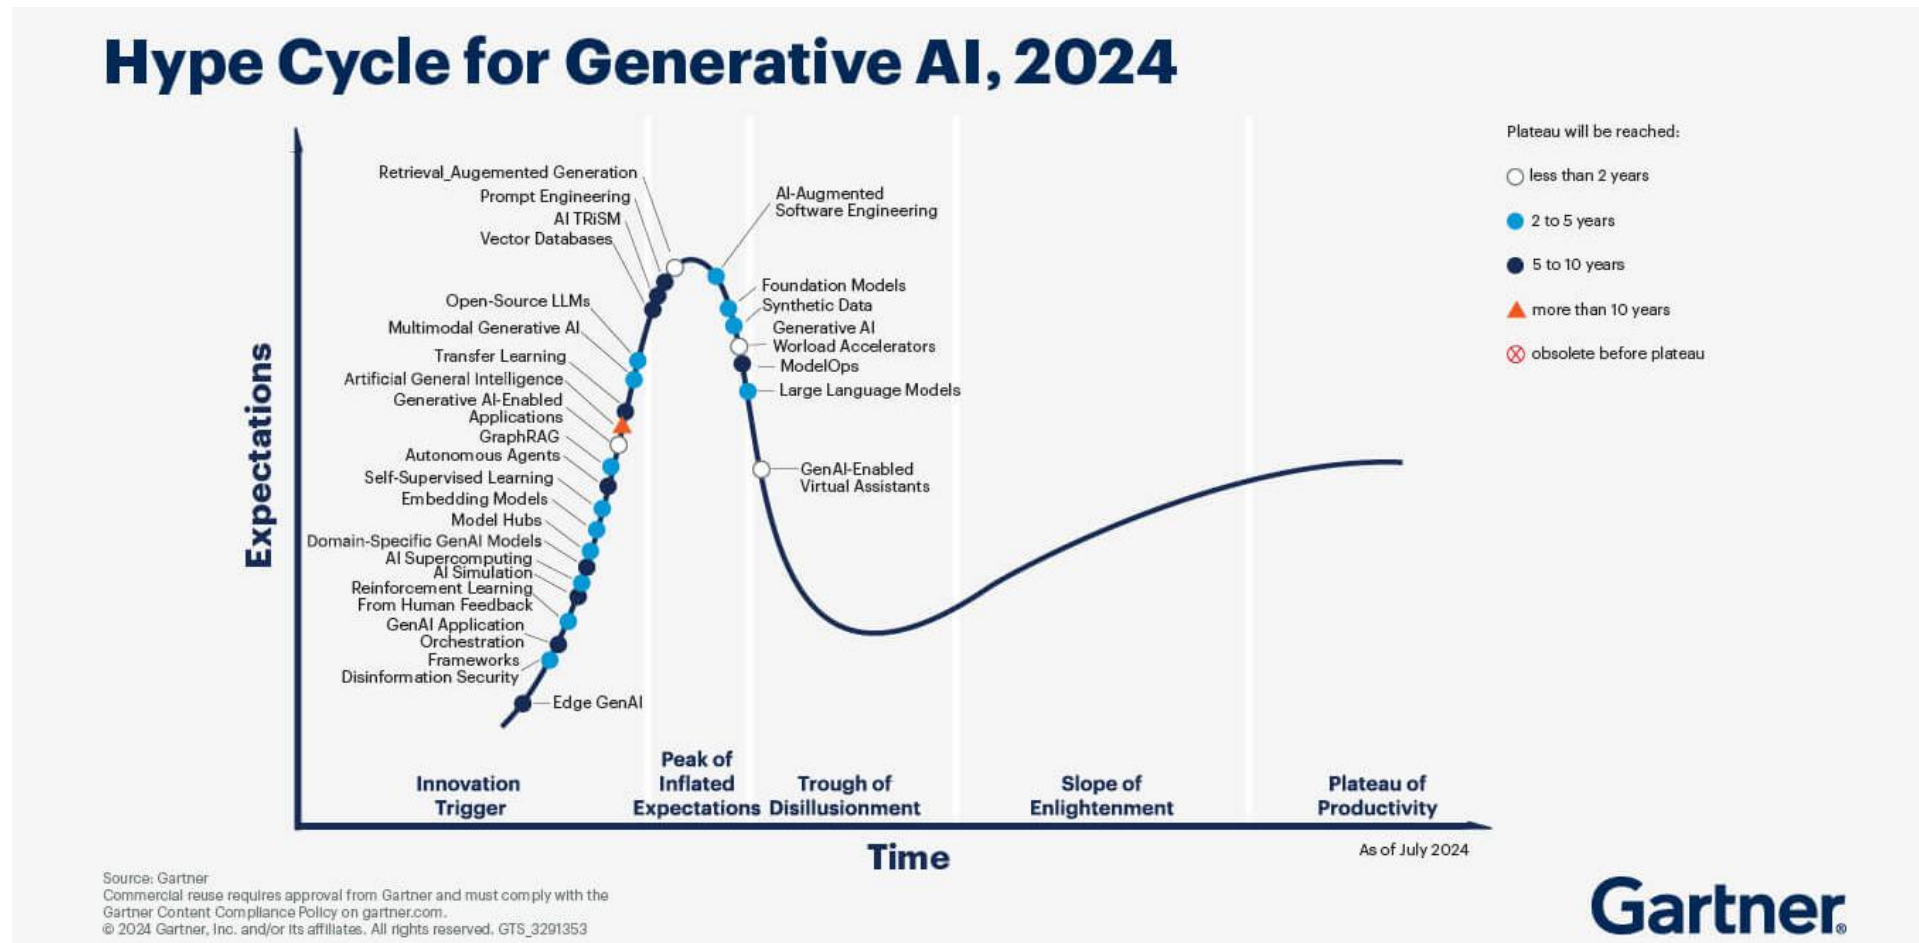 Hype Cycle for Generative AI, 2024
Expectations
Retrieval_Augemented Generation
Prompt Engineering
AI TRiSM
Vector Databases
Open-Source LLMs
Multimodal Generative AI
Transfer Learning
Artificial General Intelligence
Generative AI-Enabled
Applications
GraphRAG
Autonomous Agents
Self-Supervised Learning
Embedding Models
Model Hubs
Domain-Specific GenAI Models
AI Supercomputing
AI Simulation
Reinforcement Learning
From Human Feedback
GenAI Application
Orchestration
Frameworks
Disinformation Security
Edge GenAI
AI-Augmented
Software Engineering
Foundation Models
Synthetic Data
Generative AI
Worload Accelerators
ModelOps
Large Language Models
GenAI-Enabled
Virtual Assistants
Plateau will be reached:
less than 2 years
2 to 5 years
5 to 10 years
more than 10 years
obsolete before plateau
Innovation
Trigger
Peak of
Inflated
Expectations
Trough of
Disillusionment
Slope of
Enlightenment
Plateau of
Productivity
Time
As of July 2024
Source: Gartner
Commercial reuse requires approval from Gartner and must comply with the
Gartner Content Compliance Policy on gartner.com.
© 2024 Gartner, Inc. and/or its affiliates. All rights reserved. GTS_3291353
Gartner®